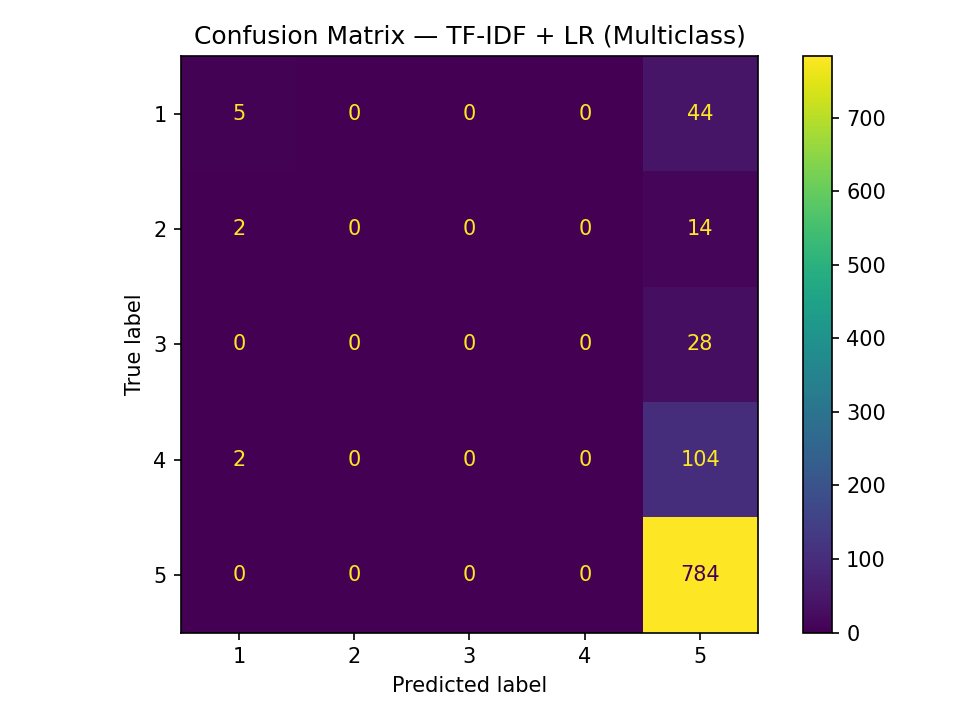 Confusion Matrix — TF-IDF + LR (Multiclass)
True label
1 5 0 0 0 44
2 2 0 0 0 14
3 0 0 0 0 28
4 2 0 0 0 104
5 0 0 0 0 784
1 2 3 4 5
Predicted label
700
600
500
400
300
200
100
0